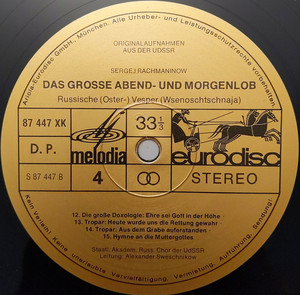 Ariola-Eurodisc GmbH., München. Alle Urheber- und Leistungsschutzrechte vorbehalten
ORIGINALAUFNAHMEN
AUS DER UDSSR
SERGEJ RACHMANINOW
DAS GROSSE ABEND- UND MORGENLOB
Russische (Oster-) Vesper (Wsenoschtschnaja)
87 447 XK
33 1/3
D. P.
melodia
eurodisc
S 87 447 B
4
STEREO
12. Die große Doxologie: Ehre sei Gott in der Höhe
13. Tropar: Heute wurde uns die Rettung gewahr
14. Tropar: Aus dem Grabe auferstanden
15. Hymne an die Muttergottes
Staatl. Akadem. Russ. Chor der UdSSR
Leitung: Alexander Sweschnikow
Kein Verleih! Keine unerlaubte Vervielfältigung, Vermietung, Aufführung, Sendung!